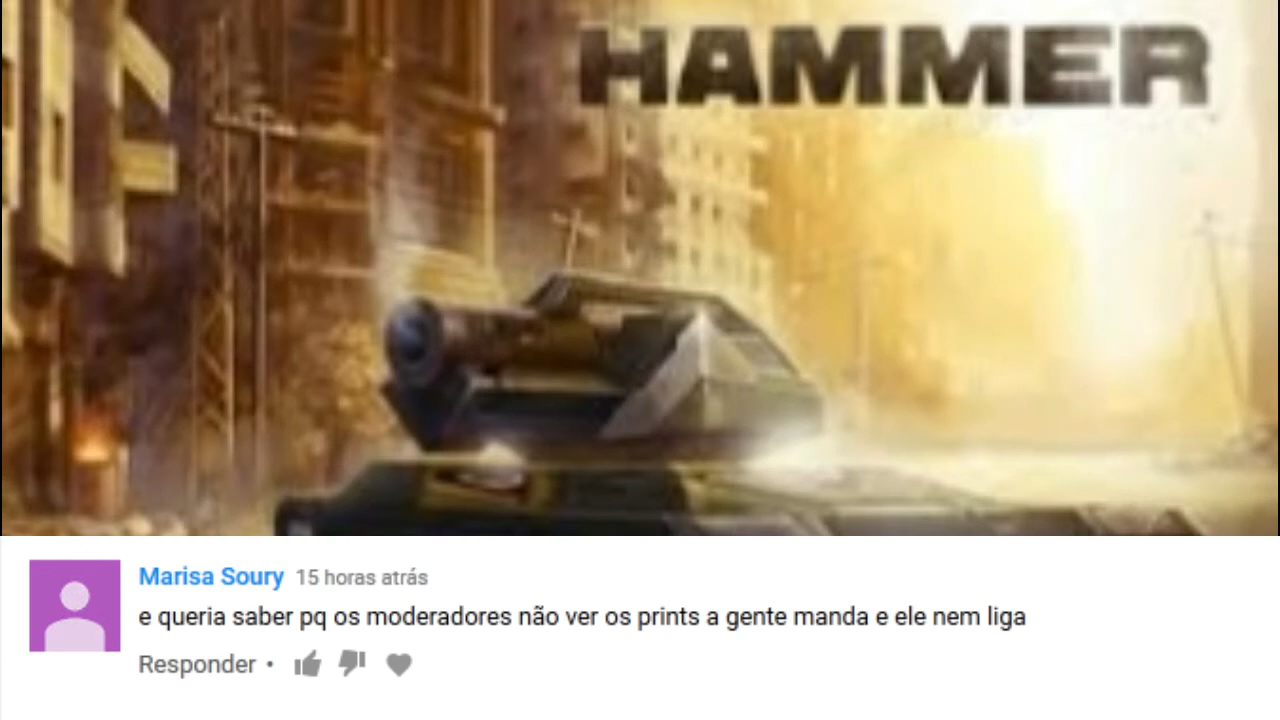 HAMMER
Marisa Soury 15 horas atrás
e queria saber pq os moderadores não ver os prints a gente manda e ele nem liga
Responder •